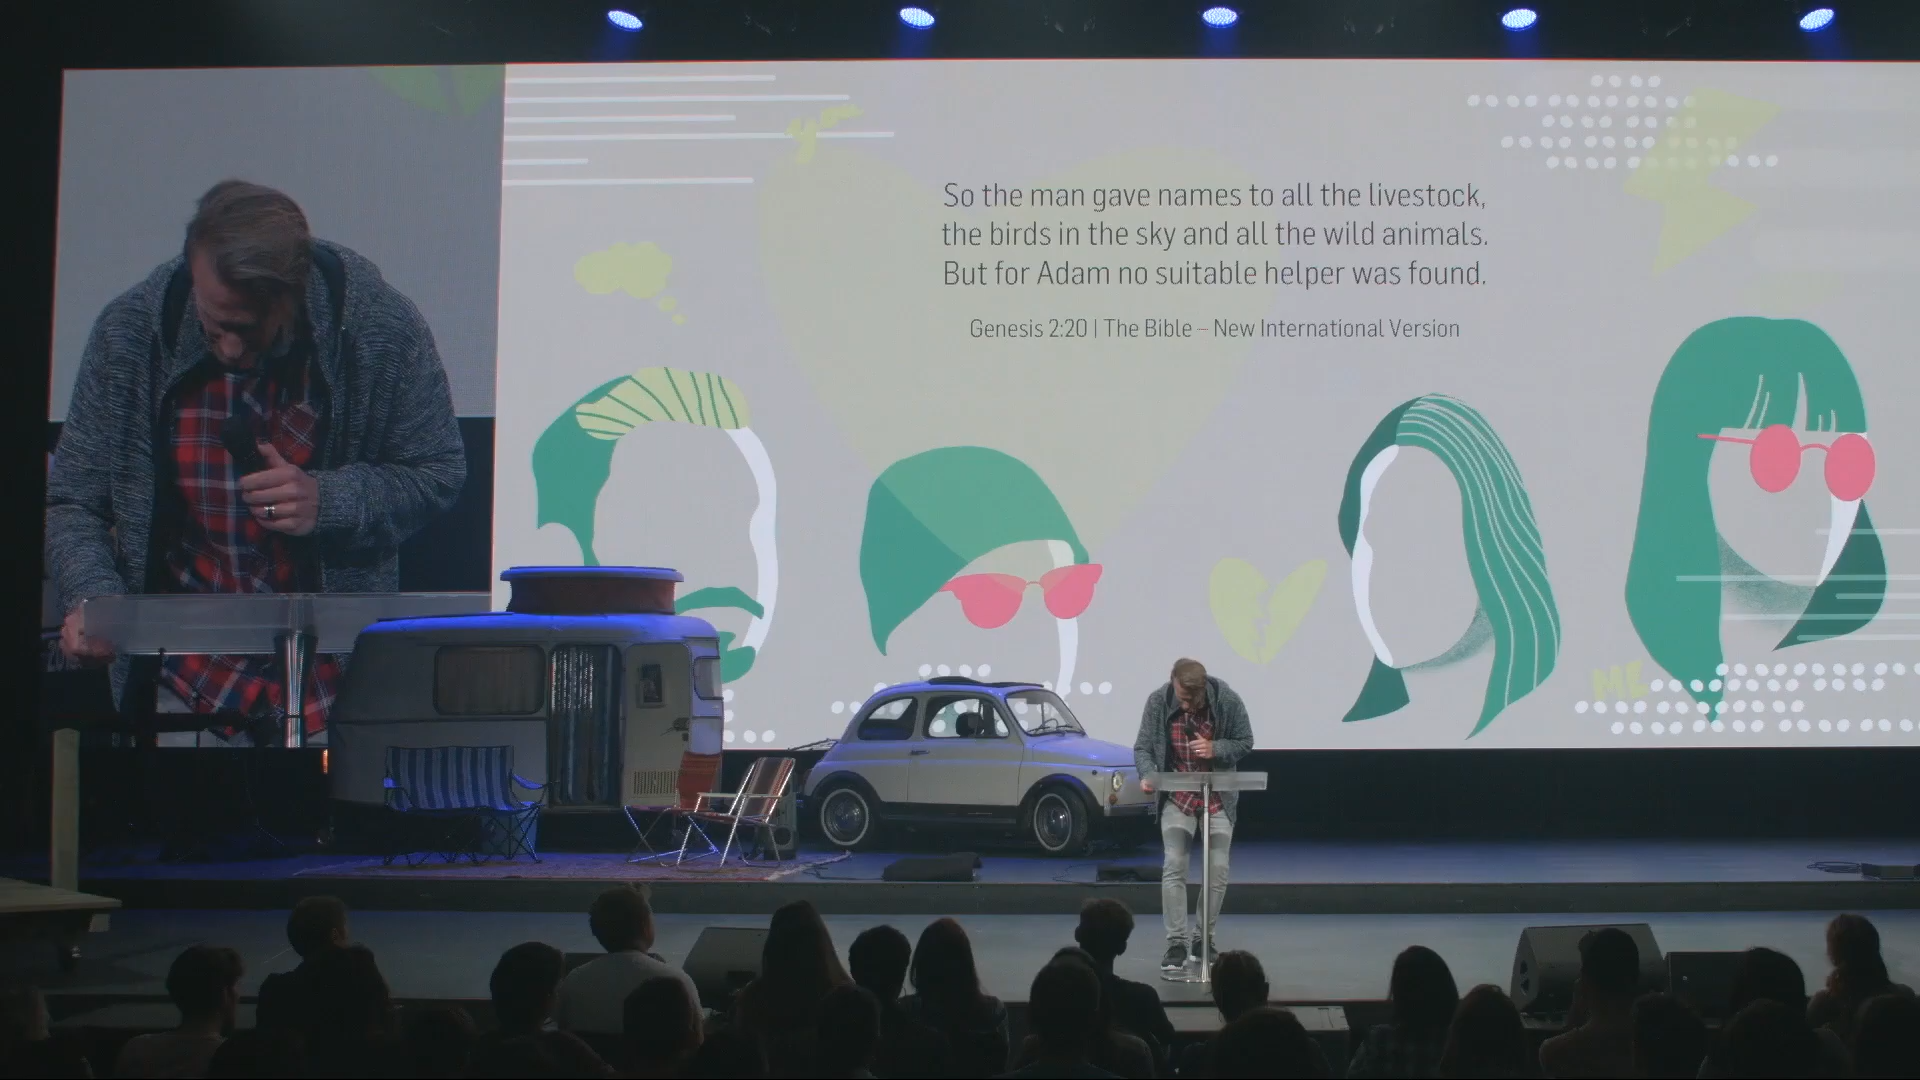 So the man gave names to all the livestock,
the birds in the sky and all the wild animals.
But for Adam no suitable helper was found.
Genesis 2:20 | The Bible – New International Version
ME